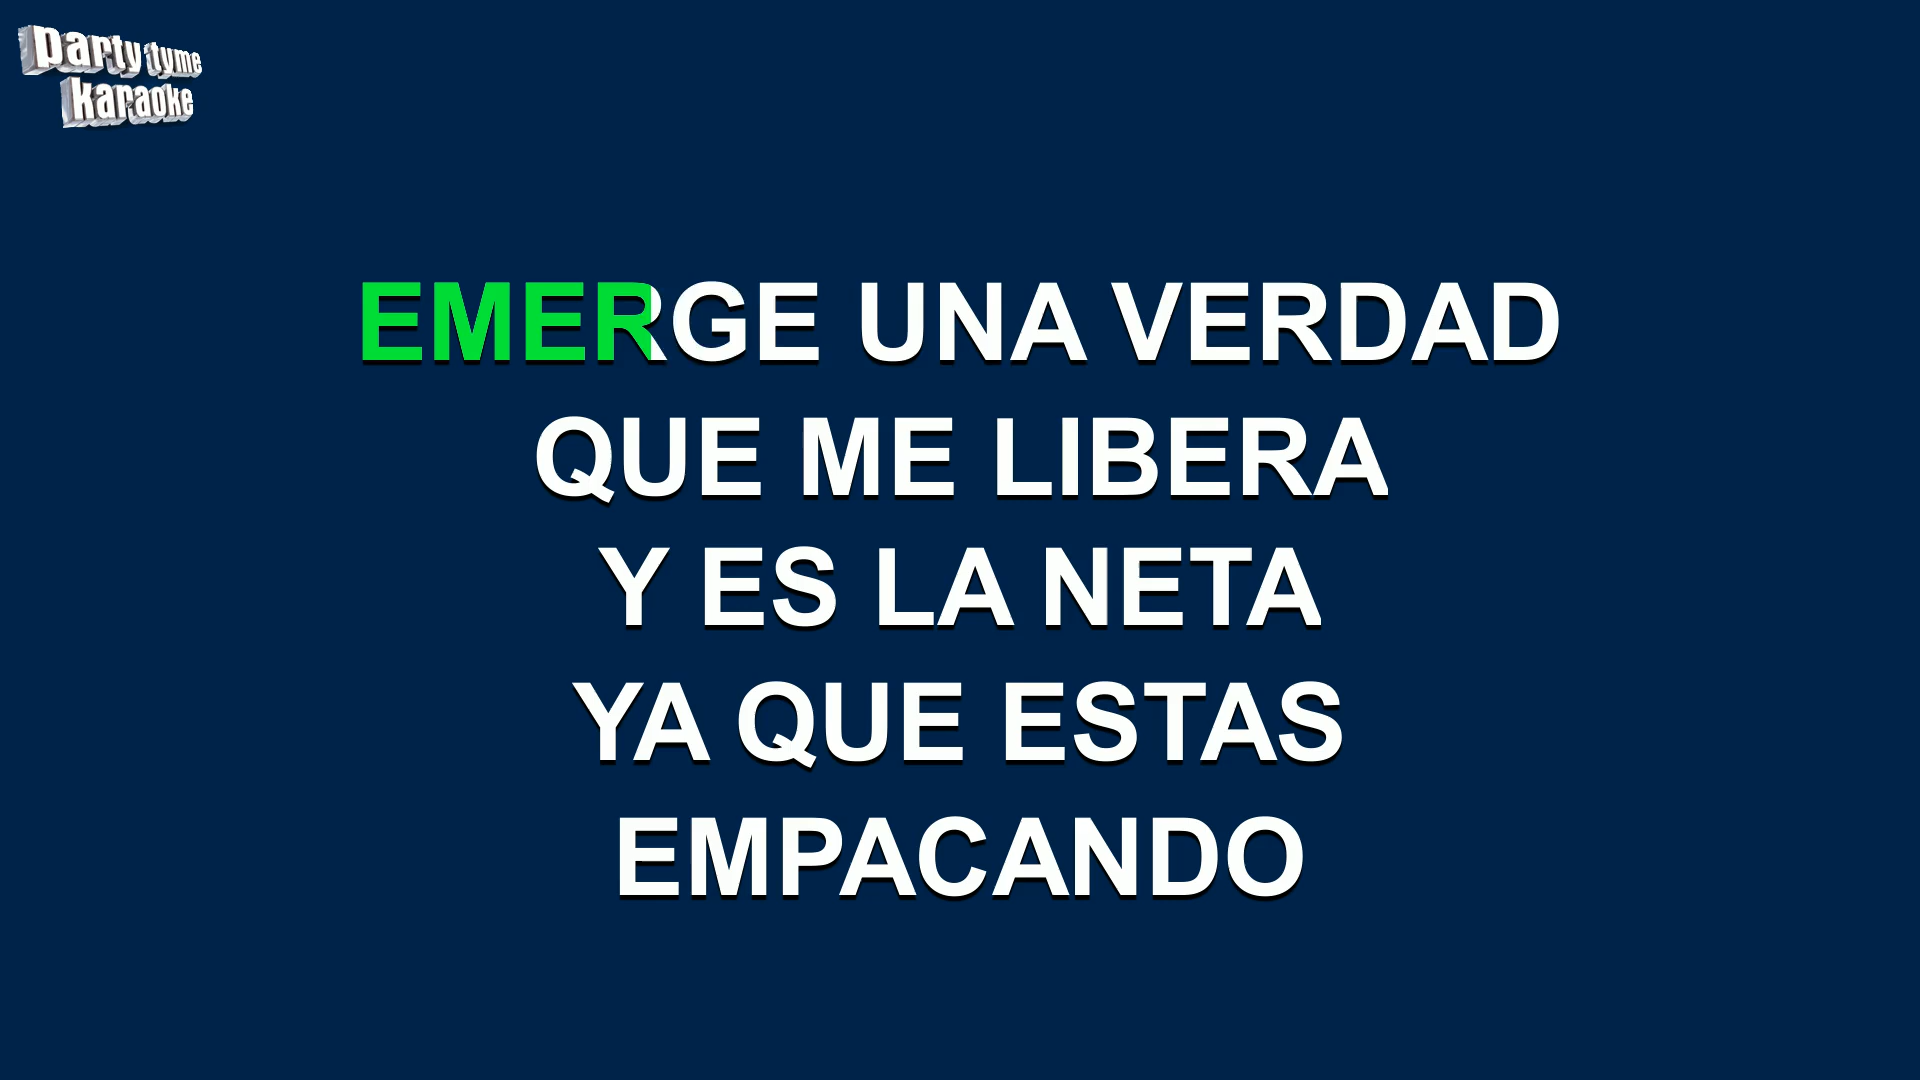 party tyme
karaoke
EMERGE UNA VERDAD
QUE ME LIBERA
Y ES LA NETA
YA QUE ESTAS
EMPACANDO